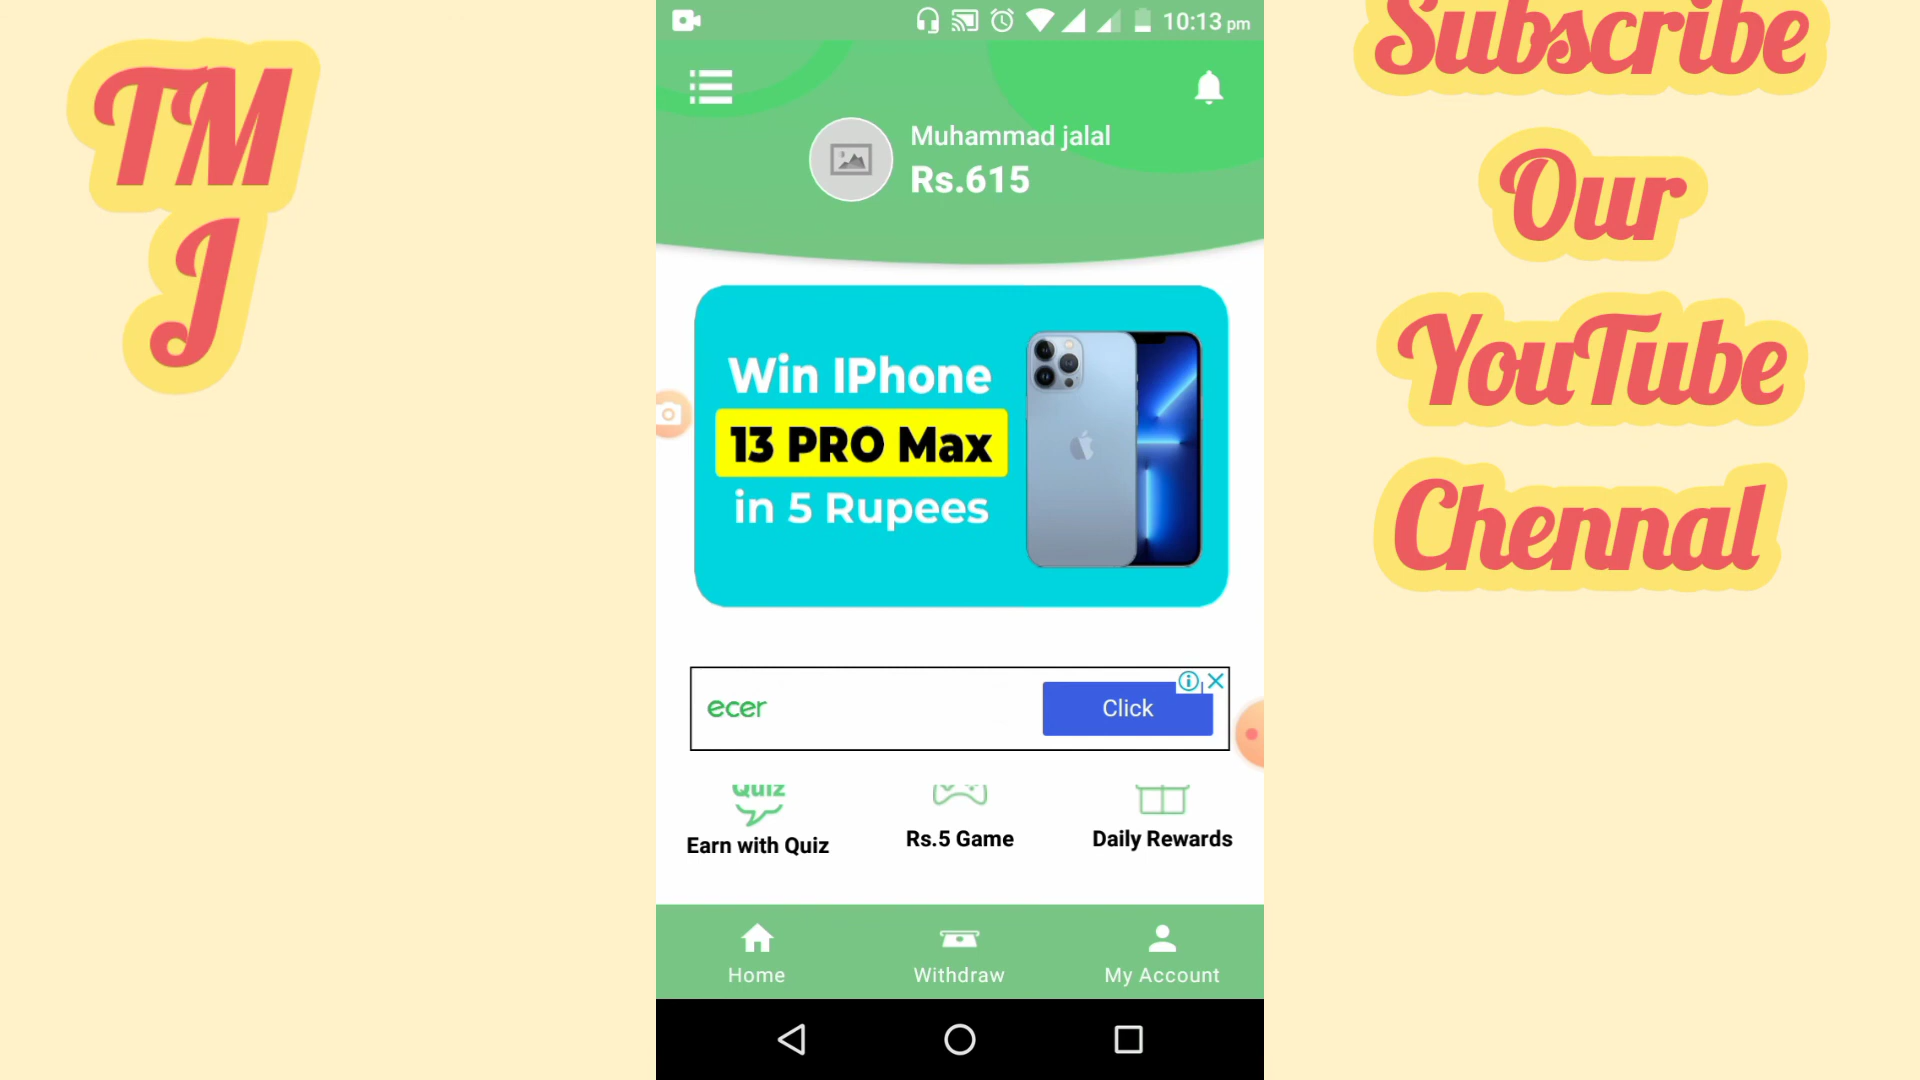 TM
J
10:13 pm
Muhammad jalal
Rs.615
Win IPhone
13 PRO Max
in 5 Rupees
ecer
Click
Quiz
Earn with Quiz
Rs.5 Game
Daily Rewards
Home
Withdraw
My Account
Subscribe
Our
YouTube
Chennal